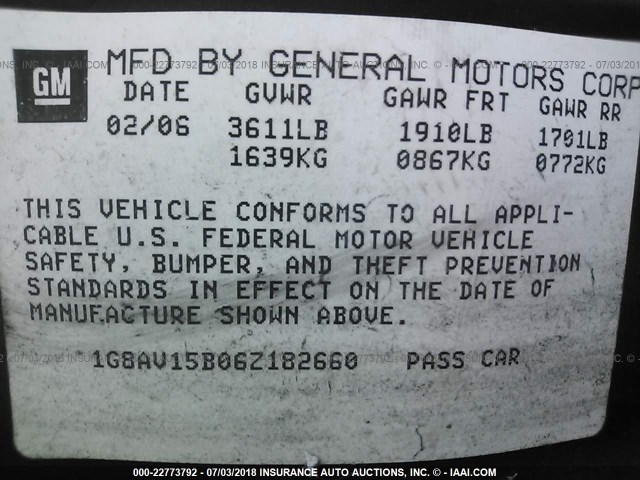 GM
MFD BY GENERAL MOTORS CORP
DATE GVWR GAWR FRT GAWR RR
02/06 3611LB 1910LB 1701LB
1639KG 0867KG 0772KG
THIS VEHICLE CONFORMS TO ALL APPLI-
CABLE U.S. FEDERAL MOTOR VEHICLE
SAFETY, BUMPER, AND THEFT PREVENTION
STANDARDS IN EFFECT ON THE DATE OF
MANUFACTURE SHOWN ABOVE.
1G8AV15B06Z182660 PASS CAR
000-22773792 - 07/03/2018 INSURANCE AUTO AUCTIONS, INC. - IAAI.COM